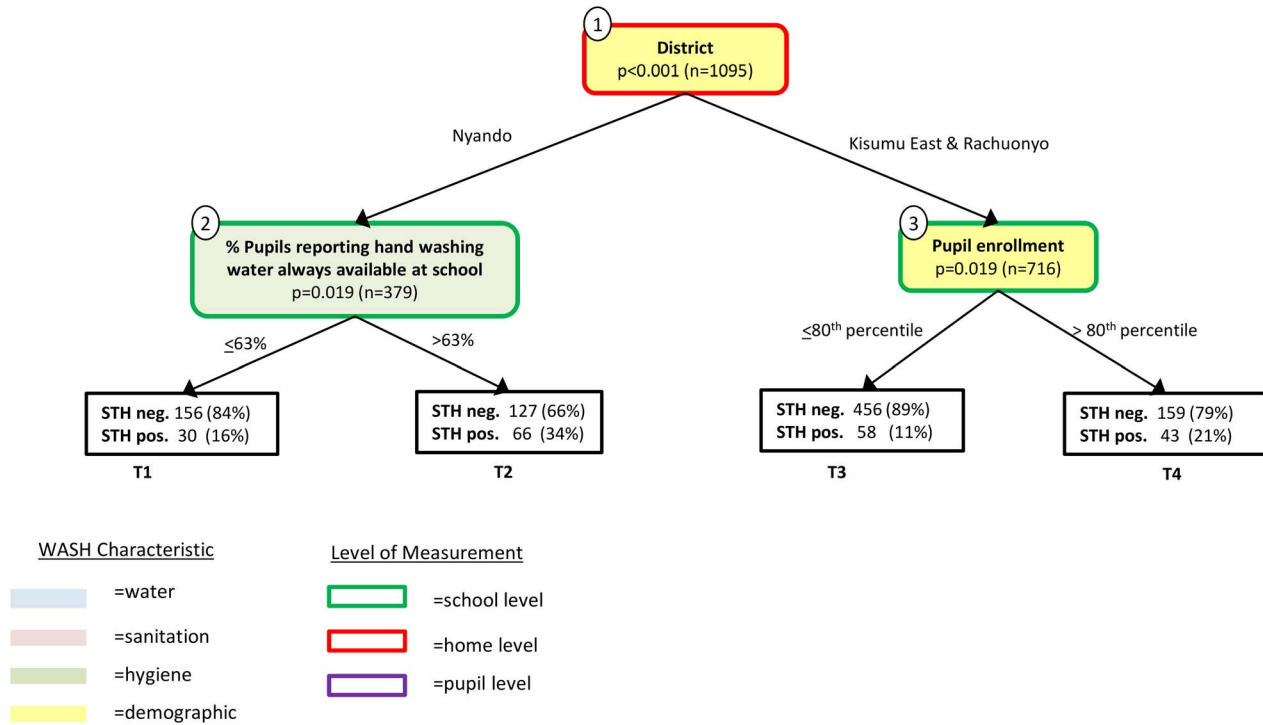 1
District
p<0.001 (n=1095)
Nyando
Kisumu East & Rachuonyo
2
% Pupils reporting hand washing
water always available at school
p=0.019 (n=379)
3
Pupil enrollment
p=0.019 (n=716)
≤63%
>63%
≤80th percentile
> 80th percentile
STH neg. 156 (84%)
STH pos. 30 (16%)
T1
STH neg. 127 (66%)
STH pos. 66 (34%)
T2
STH neg. 456 (89%)
STH pos. 58 (11%)
T3
STH neg. 159 (79%)
STH pos. 43 (21%)
T4
WASH Characteristic
=water
=sanitation
=hygiene
=demographic
Level of Measurement
=school level
=home level
=pupil level